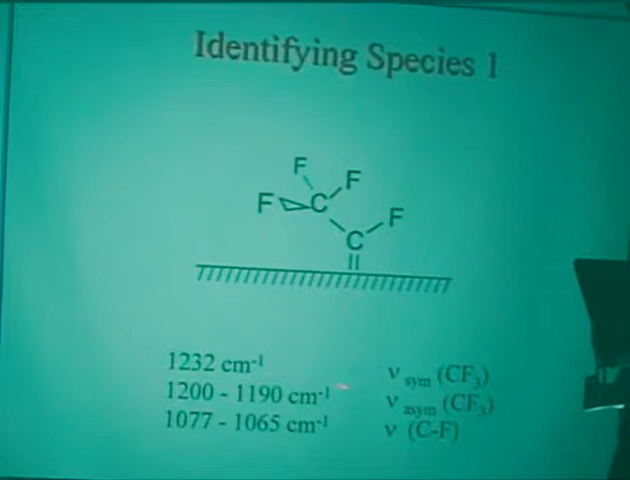 Identifying Species 1
F
F
F C
F
C
1232 cm-1 ν sym (CF3)
1200 - 1190 cm-1 ν asym (CF3)
1077 - 1065 cm-1 ν (C-F)